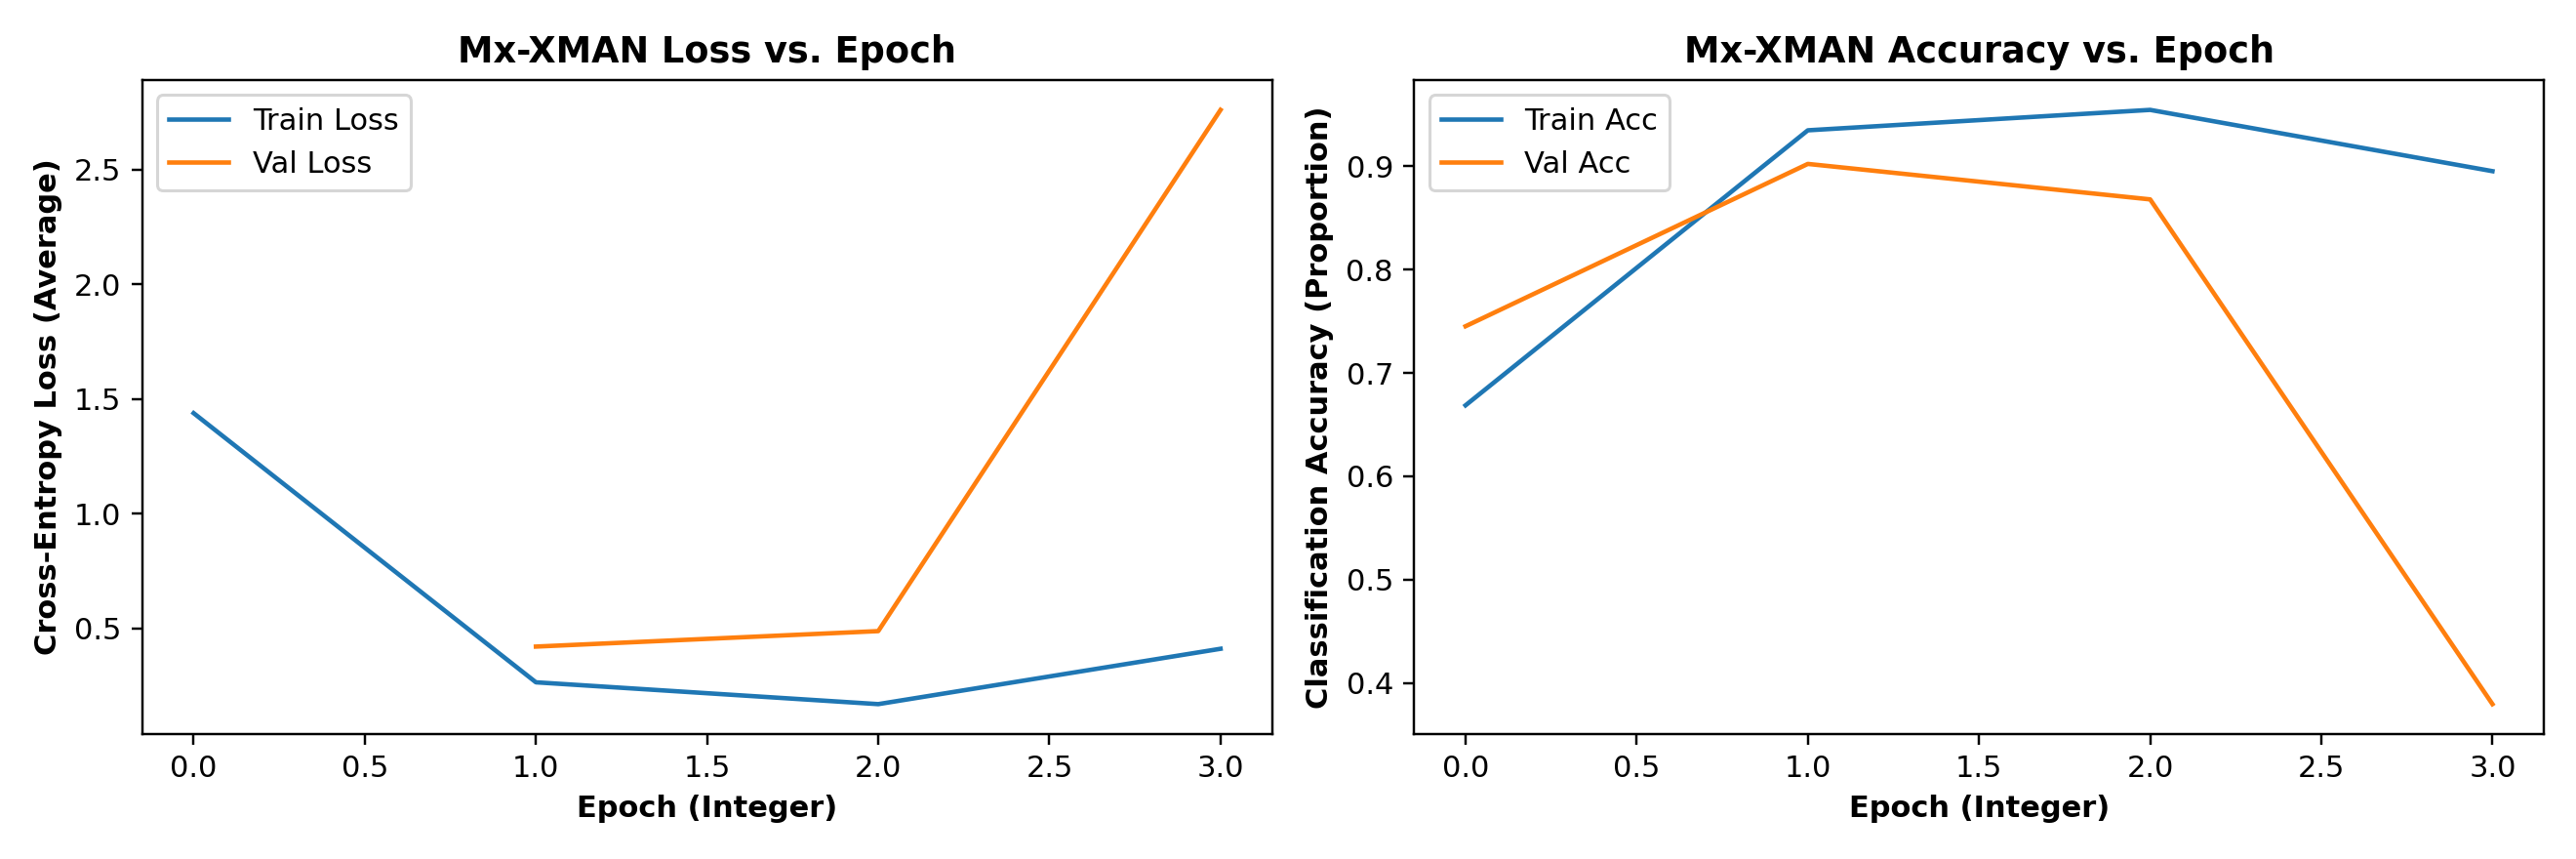 Mx-XMAN Loss vs. Epoch
Train Loss
Val Loss
Cross-Entropy Loss (Average)
2.5
2.0
1.5
1.0
0.5
0.0 0.5 1.0 1.5 2.0 2.5 3.0
Epoch (Integer)
Mx-XMAN Accuracy vs. Epoch
Train Acc
Val Acc
Classification Accuracy (Proportion)
0.9
0.8
0.7
0.6
0.5
0.4
0.0 0.5 1.0 1.5 2.0 2.5 3.0
Epoch (Integer)